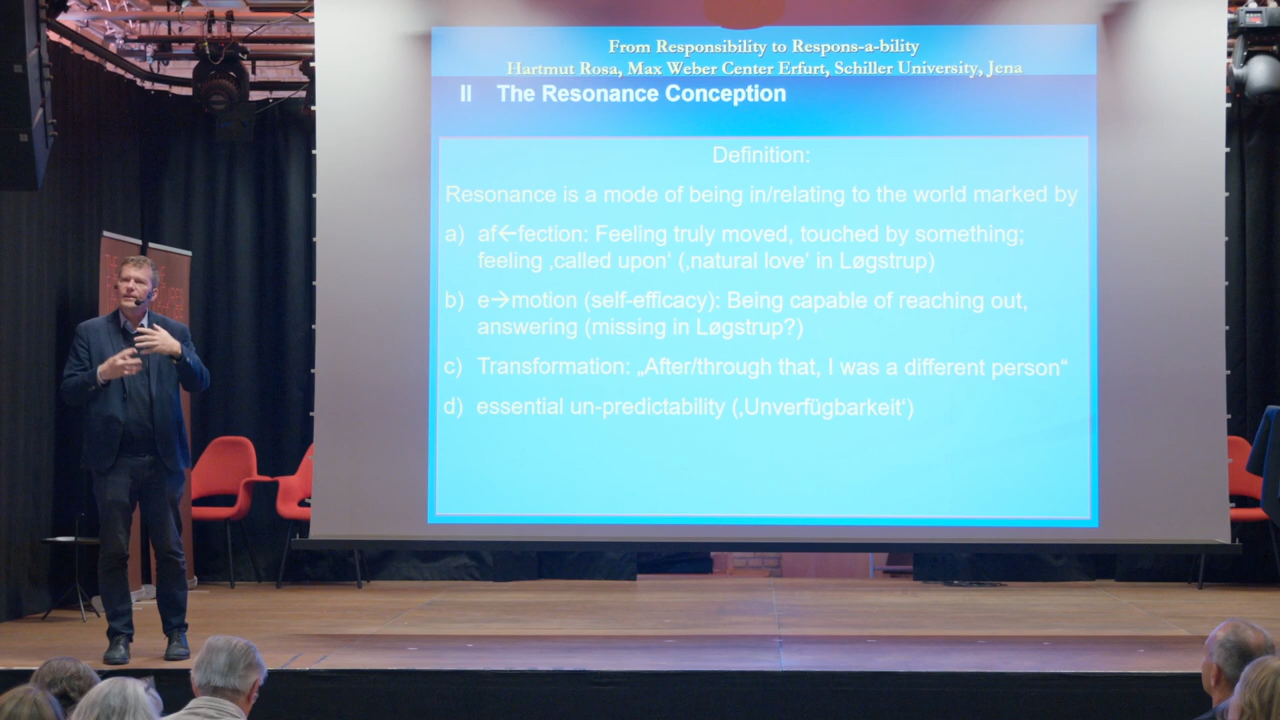 From Responsibility to Respons-a-bility
Hartmut Rosa, Max Weber Center Erfurt, Schiller University, Jena
II The Resonance Conception
Definition:
Resonance is a mode of being in/relating to the world marked by
a) af←fection: Feeling truly moved, touched by something;
feeling ‚called upon‘ (‚natural love‘ in Løgstrup)
b) e→motion (self-efficacy): Being capable of reaching out,
answering (missing in Løgstrup?)
c) Transformation: „After/through that, I was a different person“
d) essential un-predictability (‚Unverfügbarkeit‘)